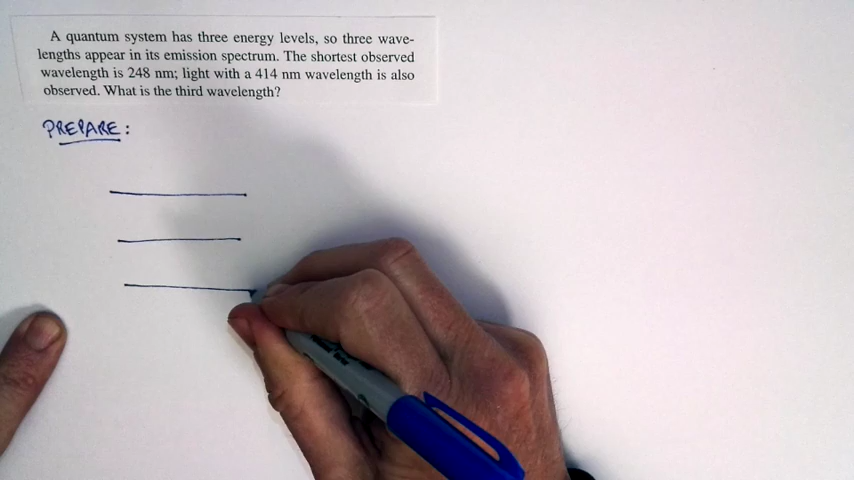 A quantum system has three energy levels, so three wave-
lengths appear in its emission spectrum. The shortest observed
wavelength is 248 nm; light with a 414 nm wavelength is also
observed. What is the third wavelength?
PREPARE: